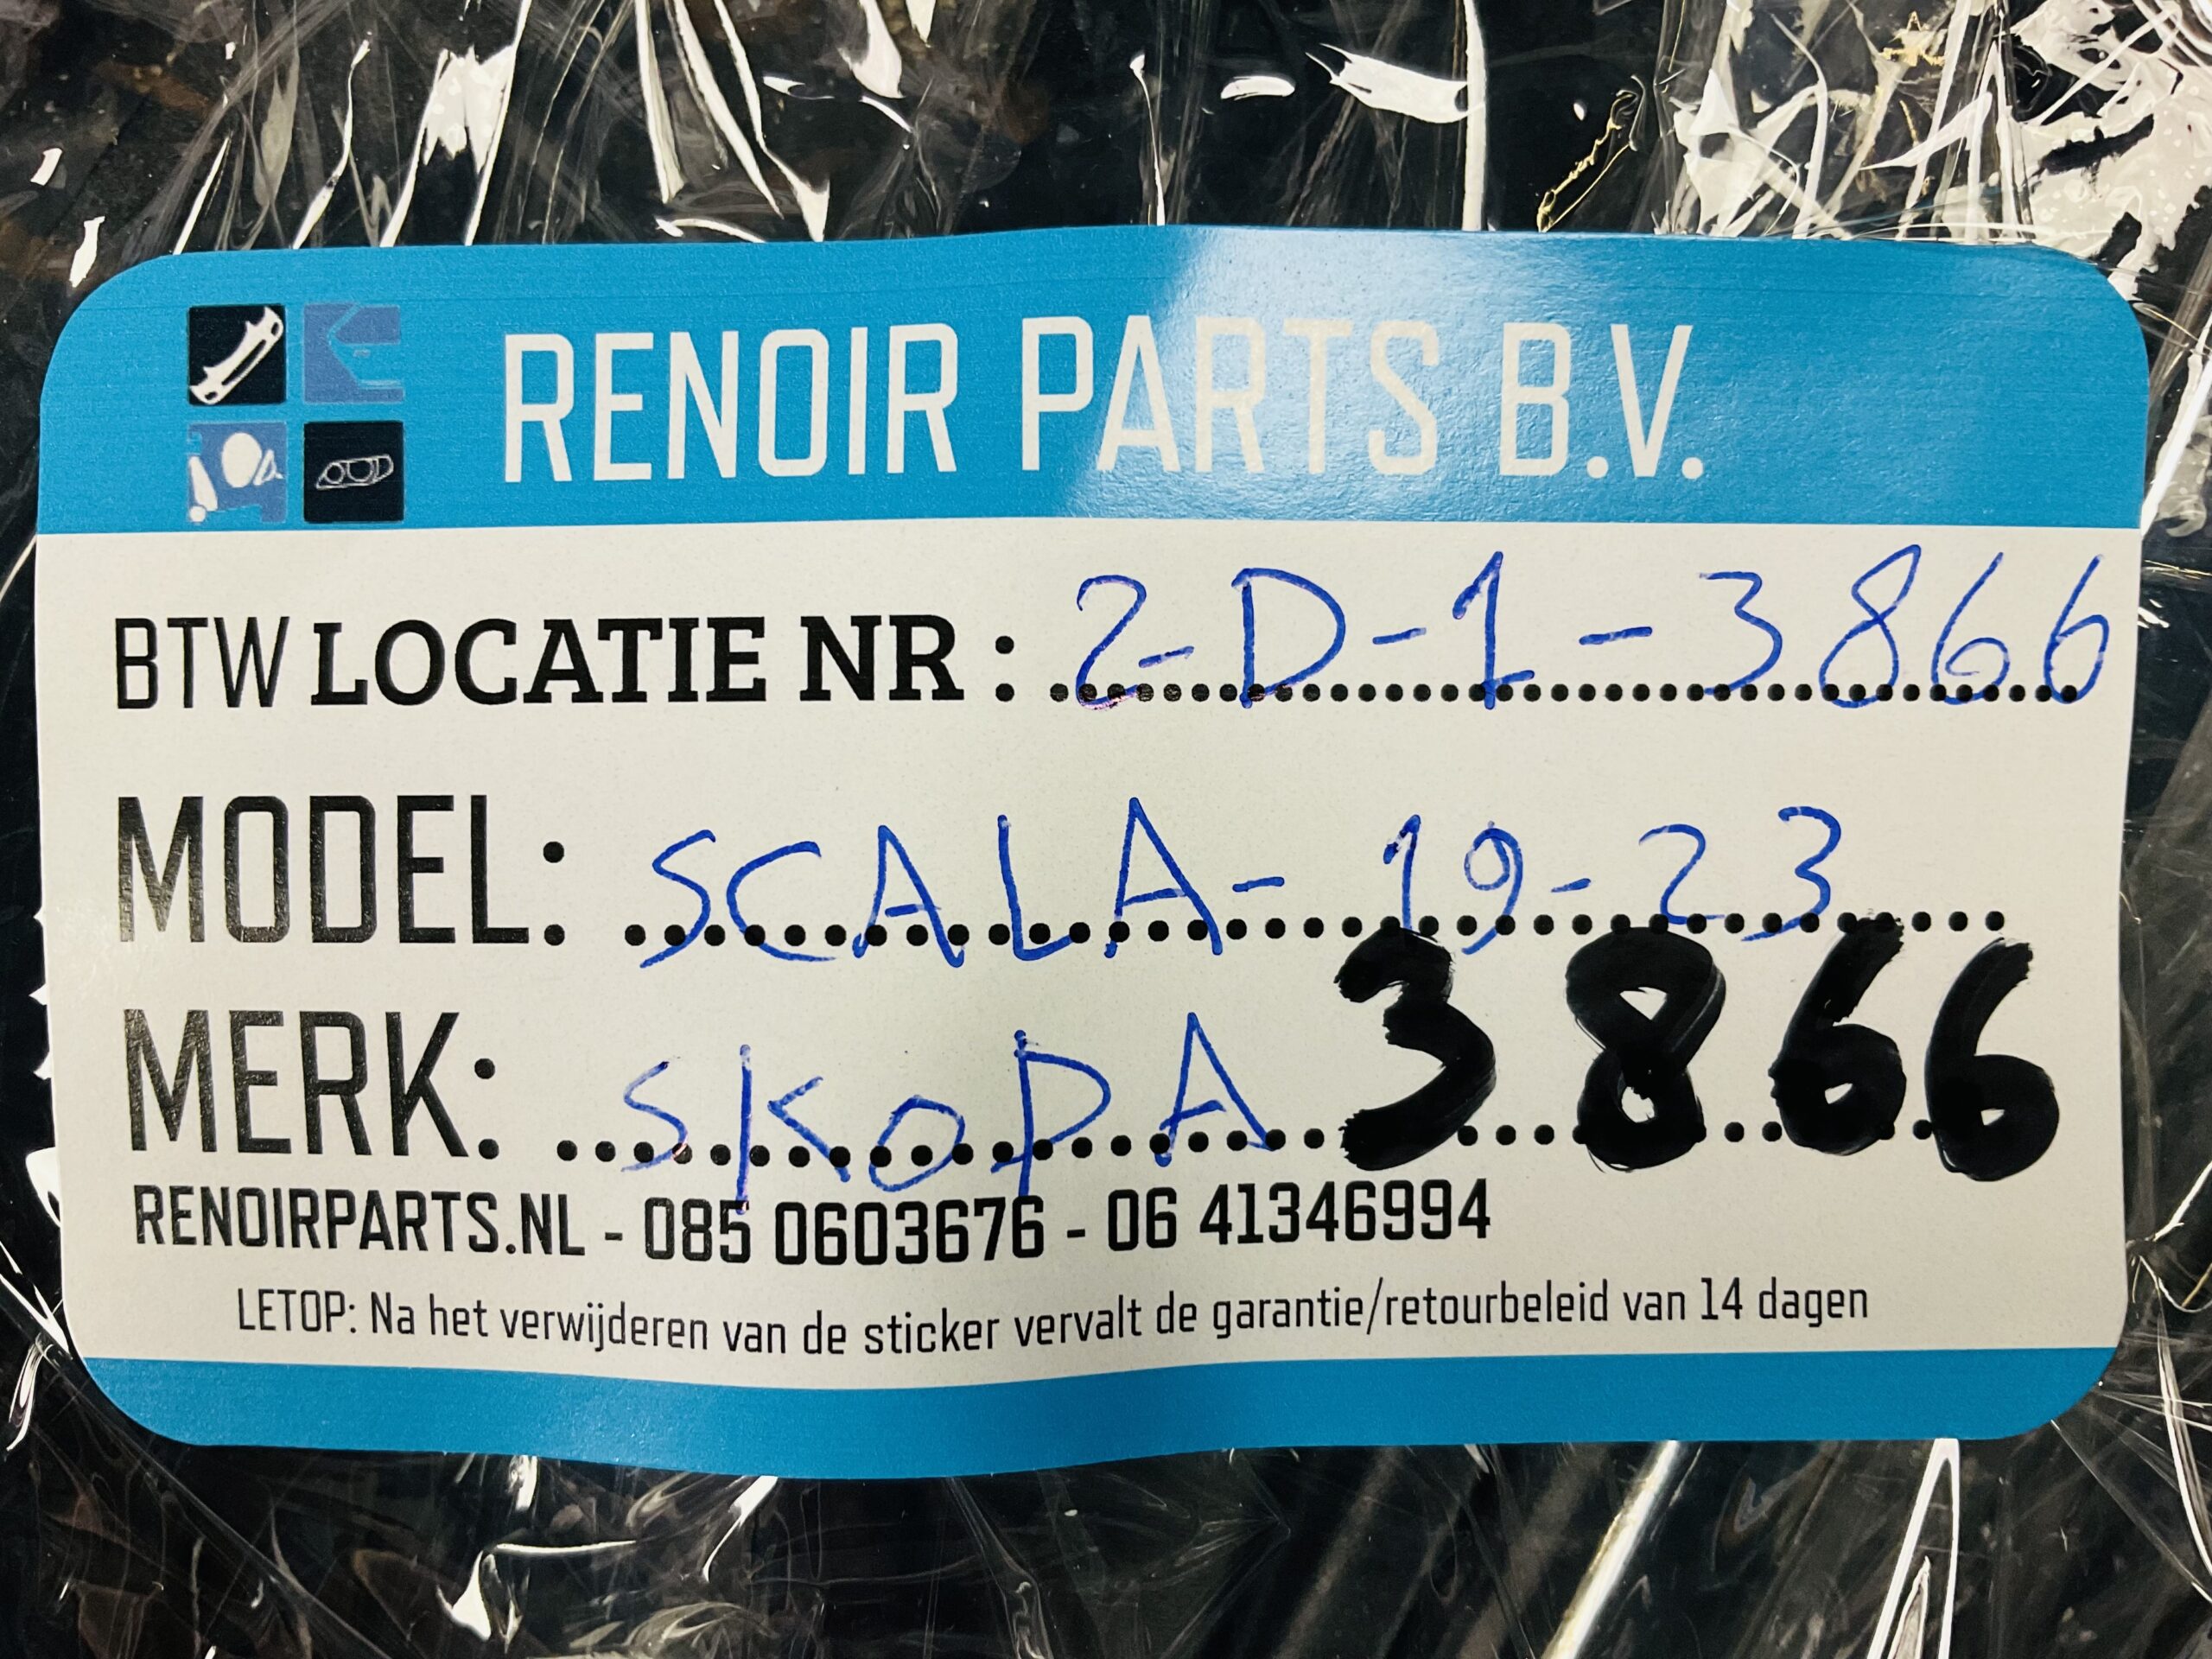 RENOIR PARTS B.V.
BTW LOCATIE NR : 2-D-1-3866
MODEL: SCALA-19-23
MERK: SKODA 3866
RENOIRPARTS.NL - 085 0603676 - 06 41346994
LETOP: Na het verwijderen van de sticker vervalt de garantie/retourbeleid van 14 dagen